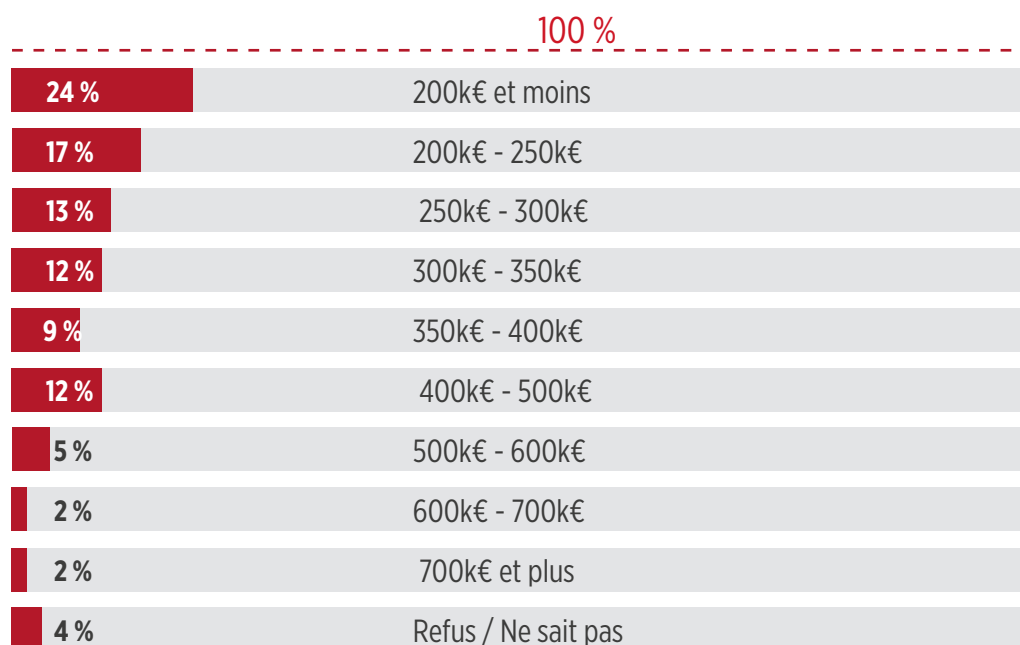 100 %
24 % 200k€ et moins
17 % 200k€ - 250k€
13 % 250k€ - 300k€
12 % 300k€ - 350k€
9 % 350k€ - 400k€
12 % 400k€ - 500k€
5 % 500k€ - 600k€
2 % 600k€ - 700k€
2 % 700k€ et plus
4 % Refus / Ne sait pas